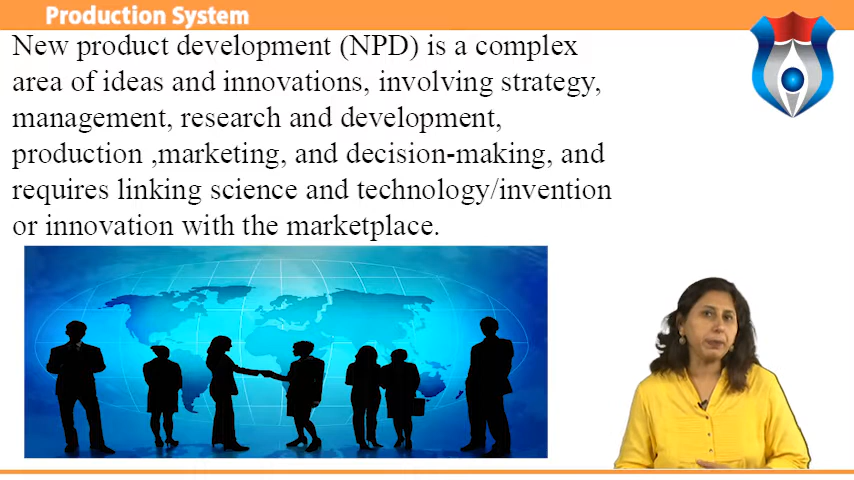 Production System
New product development (NPD) is a complex
area of ideas and innovations, involving strategy,
management, research and development,
production ,marketing, and decision-making, and
requires linking science and technology/invention
or innovation with the marketplace.